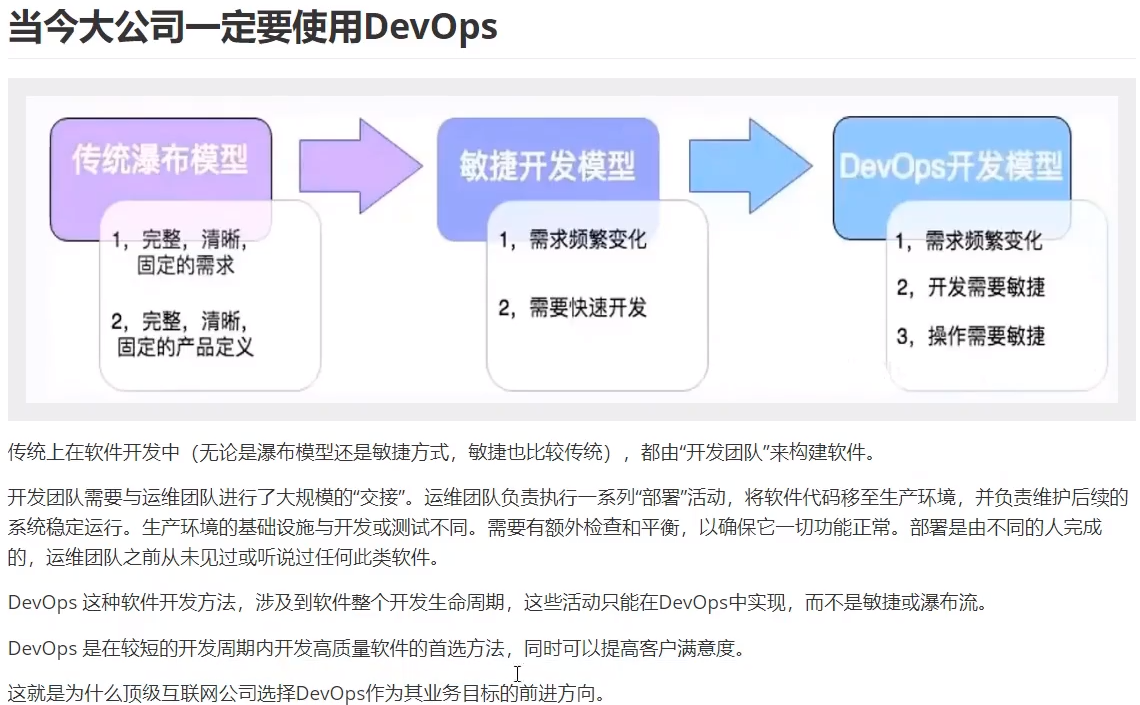 当今大公司一定要使用DevOps
传统瀑布模型
1，完整，清晰，
固定的需求
2，完整，清晰，
固定的产品定义
敏捷开发模型
1，需求频繁变化
2，需要快速开发
DevOps开发模型
1，需求频繁变化
2，开发需要敏捷
3，操作需要敏捷
传统上在软件开发中（无论是瀑布模型还是敏捷方式，敏捷也比较传统），都由“开发团队”来构建软件。
开发团队需要与运维团队进行了大规模的“交接”。运维团队负责执行一系列“部署”活动，将软件代码移至生产环境，并负责维护后续的
系统稳定运行。生产环境的基础设施与开发或测试不同。需要有额外检查和平衡，以确保它一切功能正常。部署是由不同的人完成
的，运维团队之前从未见过或听说过任何此类软件。
DevOps 这种软件开发方法，涉及到软件整个开发生命周期，这些活动只能在DevOps中实现，而不是敏捷或瀑布流。
DevOps 是在较短的开发周期内开发高质量软件的首选方法，同时可以提高客户满意度。
这就是为什么顶级互联网公司选择DevOps作为其业务目标的前进方向。